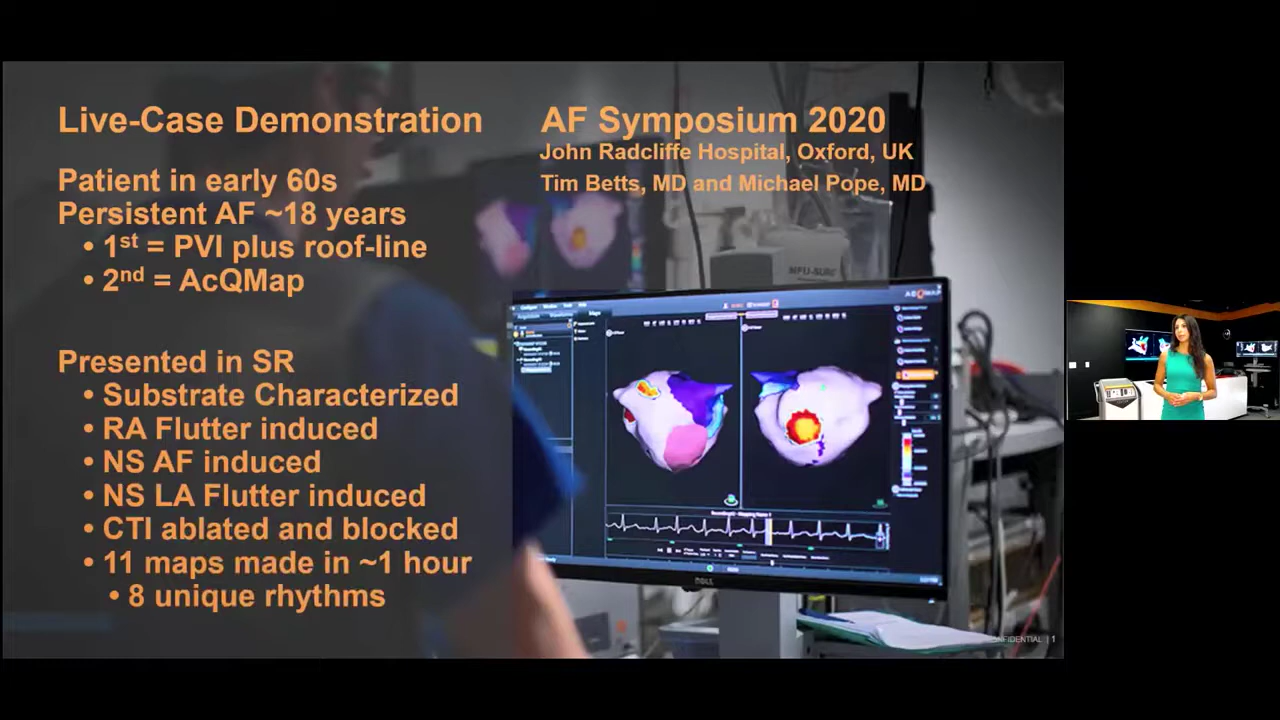 Live-Case Demonstration
Patient in early 60s
Persistent AF ~18 years
• 1st = PVI plus roof-line
• 2nd = AcQMap
Presented in SR
• Substrate Characterized
• RA Flutter induced
• NS AF induced
• NS LA Flutter induced
• CTI ablated and blocked
• 11 maps made in ~1 hour
• 8 unique rhythms
AF Symposium 2020
John Radcliffe Hospital, Oxford, UK
Tim Betts, MD and Michael Pope, MD
Maps
DELL
| 1